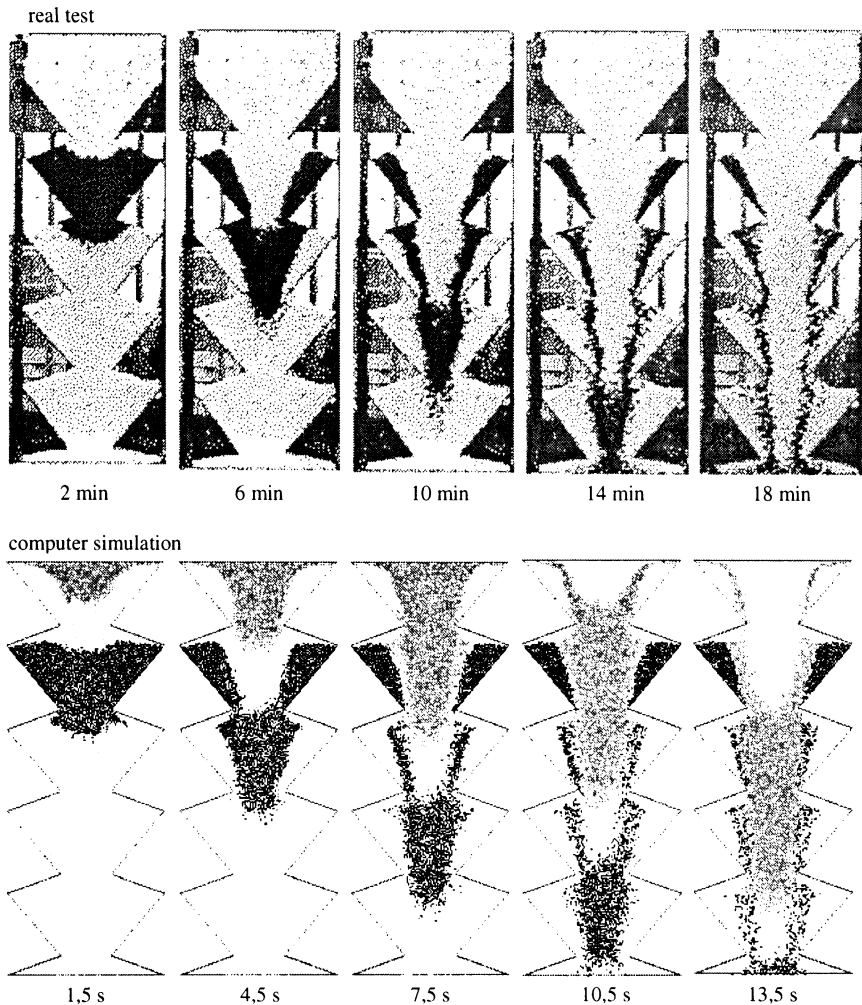 real test
2 min 6 min 10 min 14 min 18 min
computer simulation
1,5 s 4,5 s 7,5 s 10,5 s 13,5 s